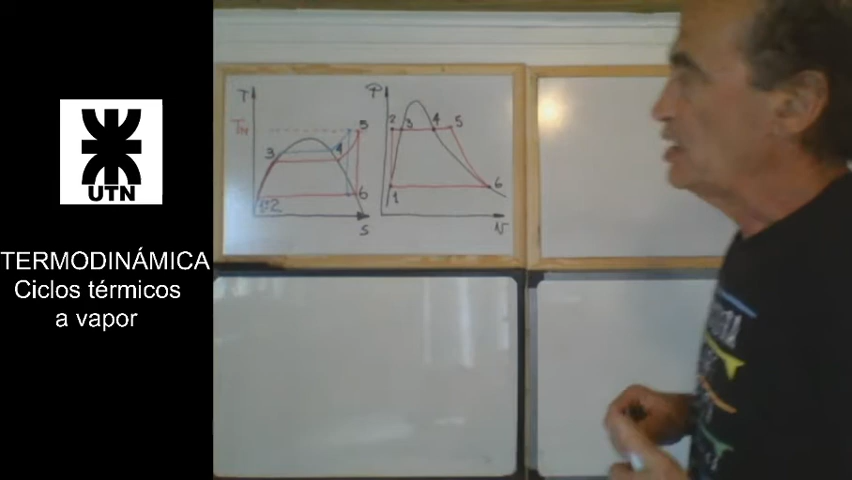 UTN
TERMODINÁMICA
Ciclos térmicos
a vapor
T
TM
5
3
4
6
1≡2
S
P
2
3
4
5
1
6